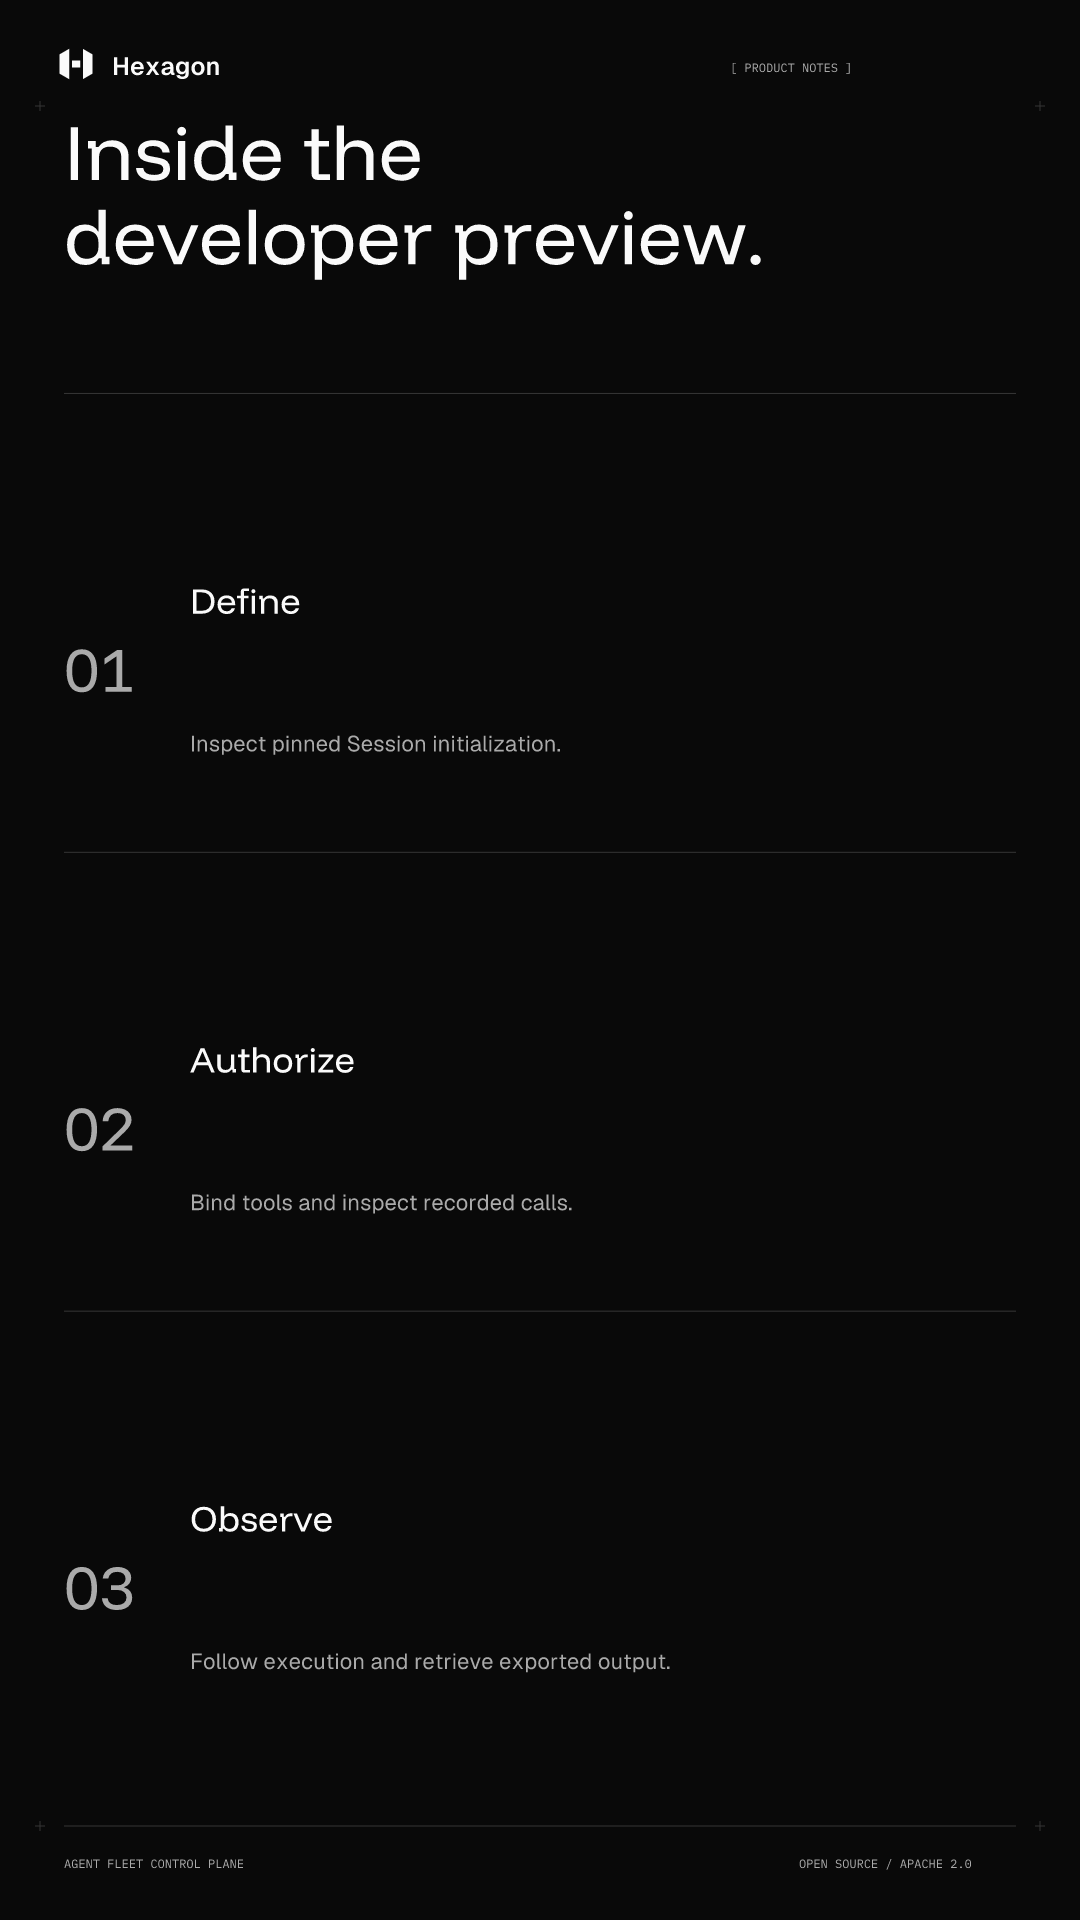 Hexagon
[ PRODUCT NOTES ]
Inside the
developer preview.
Define
01
Inspect pinned Session initialization.
Authorize
02
Bind tools and inspect recorded calls.
Observe
03
Follow execution and retrieve exported output.
AGENT FLEET CONTROL PLANE
OPEN SOURCE / APACHE 2.0